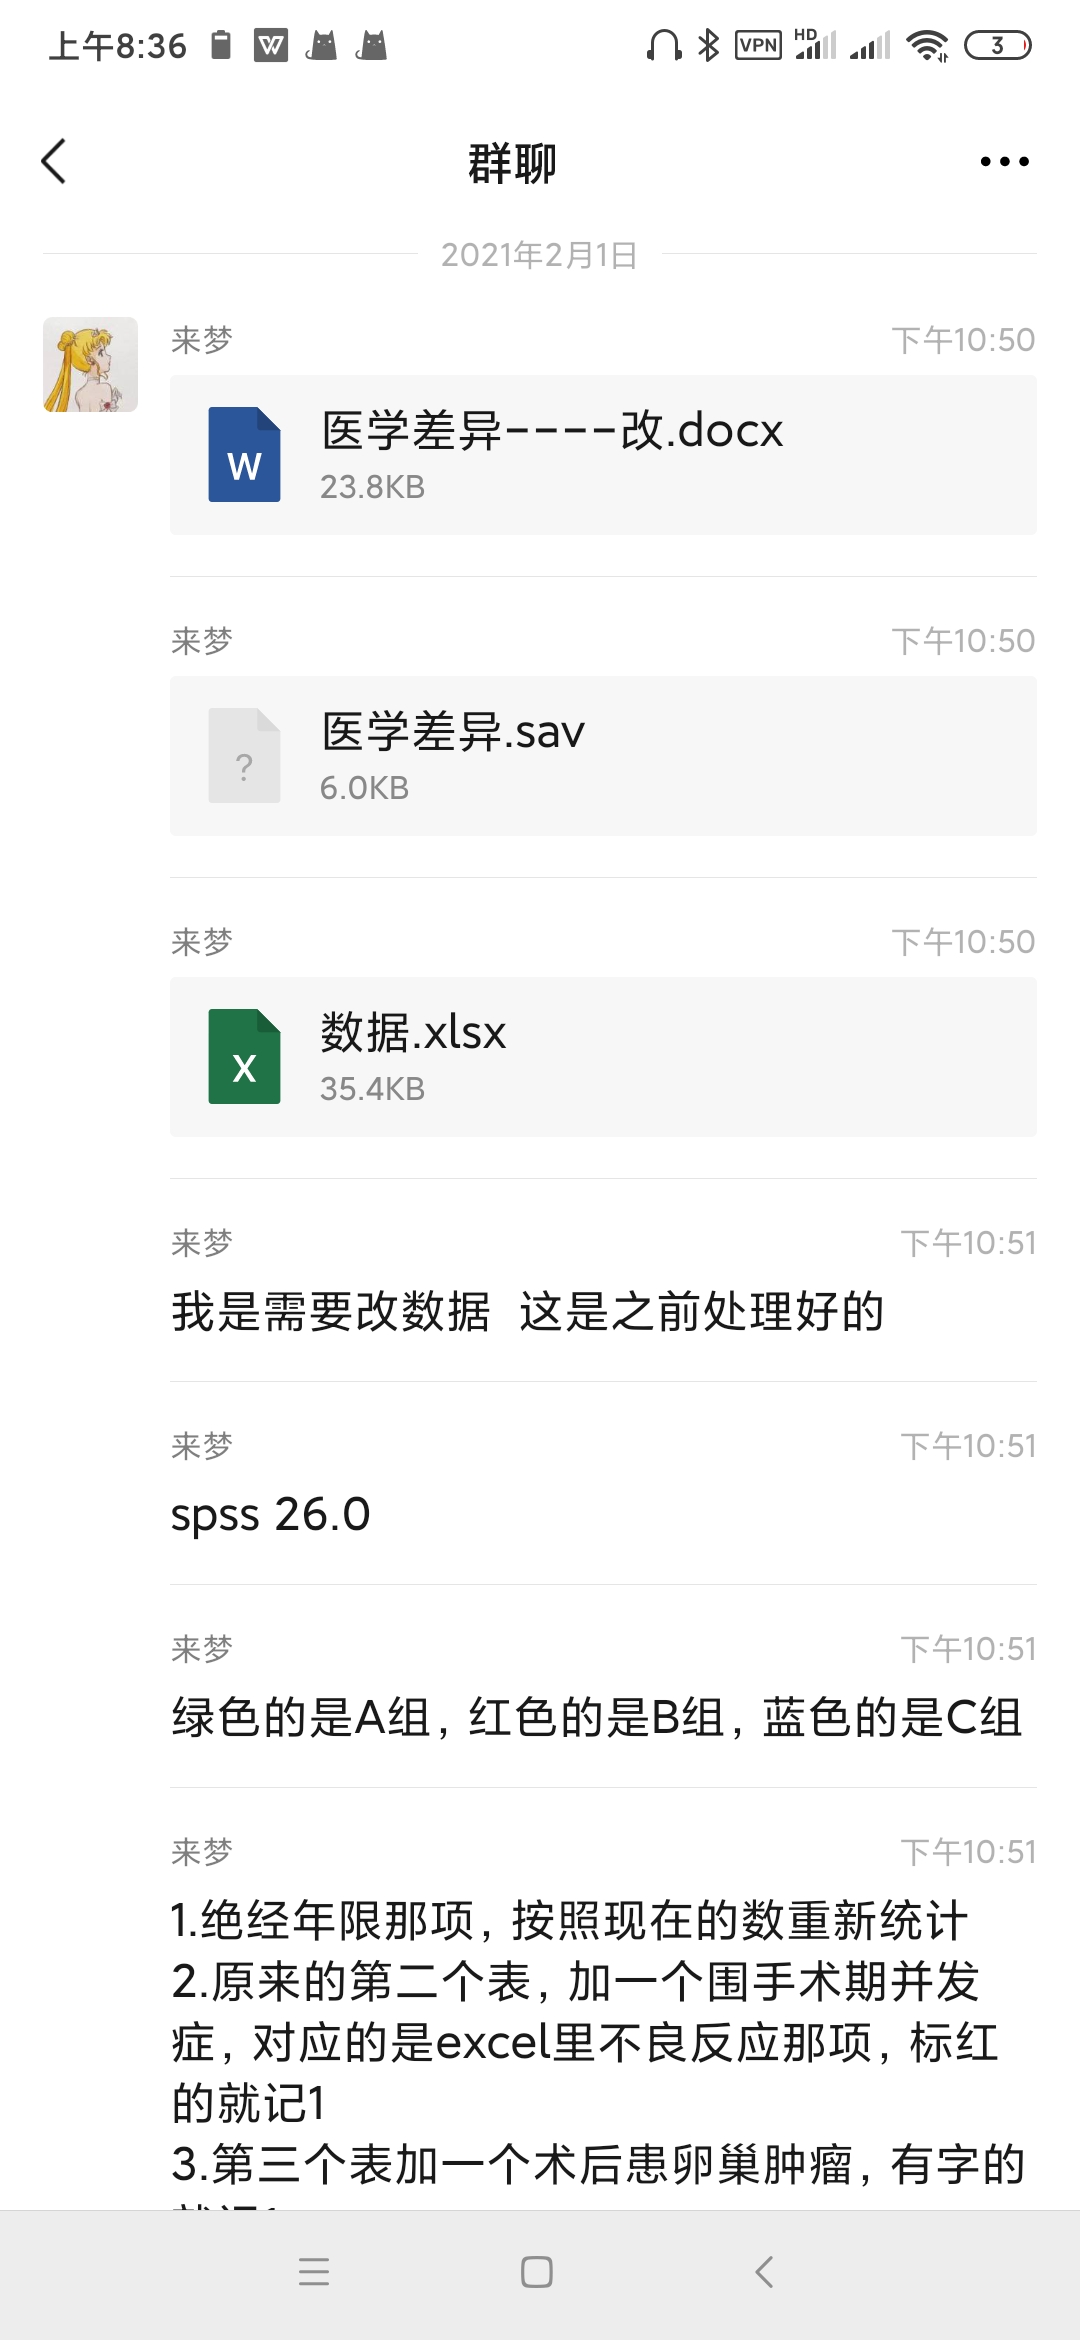 上午8:36
VPN
HD
3
群聊
2021年2月1日
来梦
下午10:50
W
医学差异----改.docx
23.8KB
来梦
下午10:50
?
医学差异.sav
6.0KB
来梦
下午10:50
X
数据.xlsx
35.4KB
来梦
下午10:51
我是需要改数据 这是之前处理好的
来梦
下午10:51
spss 26.0
来梦
下午10:51
绿色的是A组，红色的是B组，蓝色的是C组
来梦
下午10:51
1.绝经年限那项，按照现在的数重新统计
2.原来的第二个表，加一个围手术期并发
症，对应的是excel里不良反应那项，标红
的就记1
3.第三个表加一个术后患卵巢肿瘤，有字的